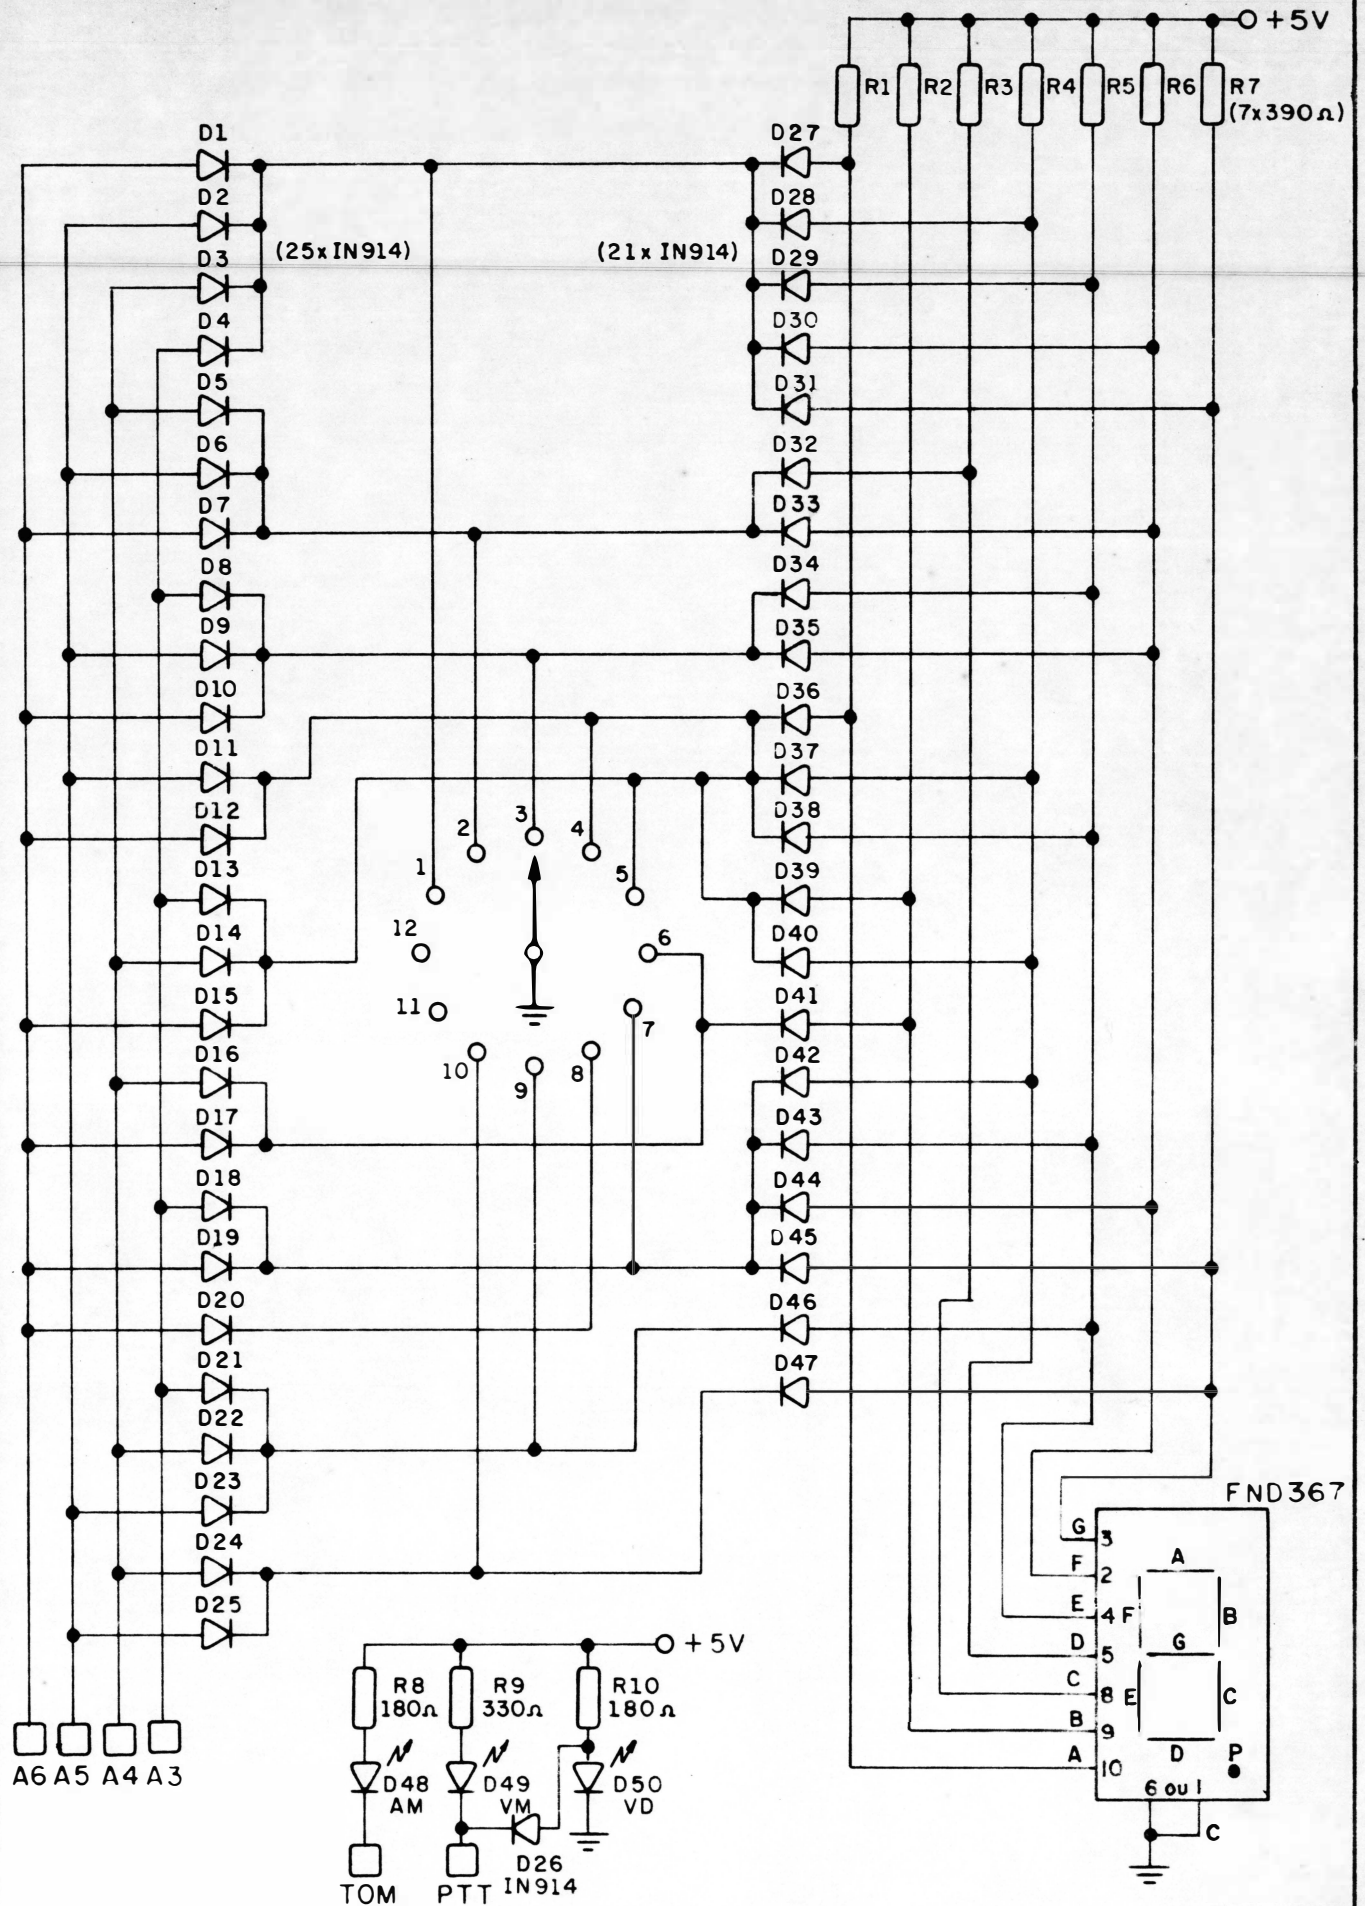 +5V
R1 R2 R3 R4 R5 R6 R7
(7x390Ω)
D1 D27
D2 D28
(25xIN914) (21xIN914)
D3 D29
D4 D30
D5 D31
D6 D32
D7 D33
D8 D34
D9 D35
D10 D36
D11 D37
D12 D38
3
2 4
D13 D39
1 5
D14 D40
12 6
D15 D41
11 7
D16 D42
10 9 8
D17 D43
D18 D44
D19 D45
D20 D46
D21 D47
D22
D23
FND367
D24
G 3
F 2
A
D25
E 4 F B
+5V
D 5 G
R8 R9 R10
180Ω 330Ω 180Ω
C 8 E C
B 9
A 10 D P
A6 A5 A4 A3
D48 D49 D50
AM VM VD
6 ou 1
C
D26
IN914
TOM PTT